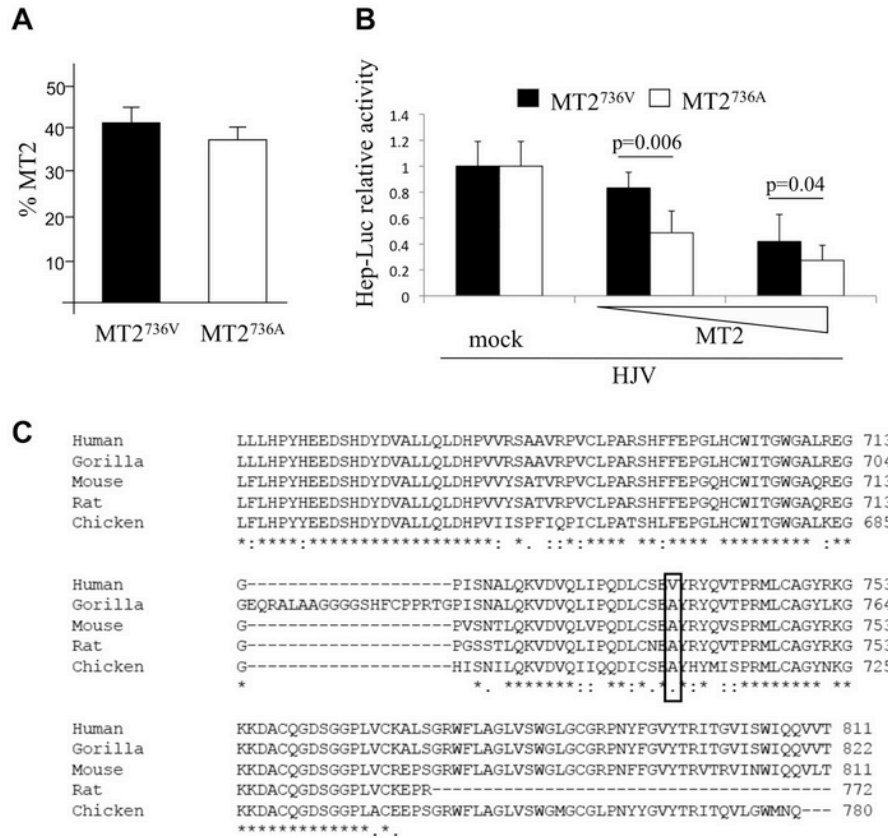 A
% MT2
50
40
30
20
10
MT2736V
MT2736A
B
Hep-Luc relative activity
MT2736V
MT2736A
1.4
1.2
1
0.8
0.6
0.4
0.2
0
p=0.006
p=0.04
mock
MT2
HJV
C
Human LLLHPYHEEDSHDYDVALLQLDHPVVRSAAVRPVCLPARSHFFEPGLHCWITGWGALREG 713
Gorilla LLLHPYHEEDSHDYDVALLQLDHPVVRSAAVRPVCLPARSHFFEPGLHCWITGWGALREG 704
Mouse LFLHPYHEEDSHDYDVALLQLDHPVVYSATVRPVCLPARSHFFEPGQHCWITGWGAQREG 713
Rat LFLHPYHEEDSHDYDVALLQLDHPVVYSATVRPVCLPARSHFFEPGQHCWITGWGAQREG 713
Chicken LFLHPYYEEDSHDYDVALLQLDHPVIISPFIQPICLPATSHLFEPGLHCWITGWGALKEG 685
*:****:******************:: *. ::*:**** **:**** ********* :**
Human G--------------------PISNALQKVDVQLIPQDLCSEVYRYQVTPRMLCAGYRKG 753
Gorilla GEQRALAAGGGGSHFCPPRTGPISNALQKVDVQLIPQDLCSEAYRYQVTPRMLCAGYLKG 764
Mouse G--------------------PVSNTLQKVDVQLVPQDLCSEAYRYQVSPRMLCAGYRKG 753
Rat G--------------------PGSSTLQKVDVQLIPQDLCNEAYRYQVTPRMLCAGYRKG 753
Chicken G--------------------HISNILQKVDVQIIQQDICSEAYHYMISPRMLCAGYNKG 725
* *. *******:: **:*.*.*:* ::******** **
Human KKDACQGDSGGPLVCKALSGRWFLAGLVSWGLGCGRPNYFGVYTRITGVISWIQQVVT 811
Gorilla KKDACQGDSGGPLVCKALSGRWFLAGLVSWGLGCGRPNYFGVYTRITGVISWIQQVVT 822
Mouse KKDACQGDSGGPLVCREPSGRWFLAGLVSWGLGCGRPNFFGVYTRVTRVINWIQQVLT 811
Rat KKDACQGDSGGPLVCKEPR--------------------------------------- 772
Chicken KKDACQGDSGGPLACEEPSGRWFLAGLVSWGMGCGLPNYYGVYTRITQVLGWMNQ--- 780
*************.*.